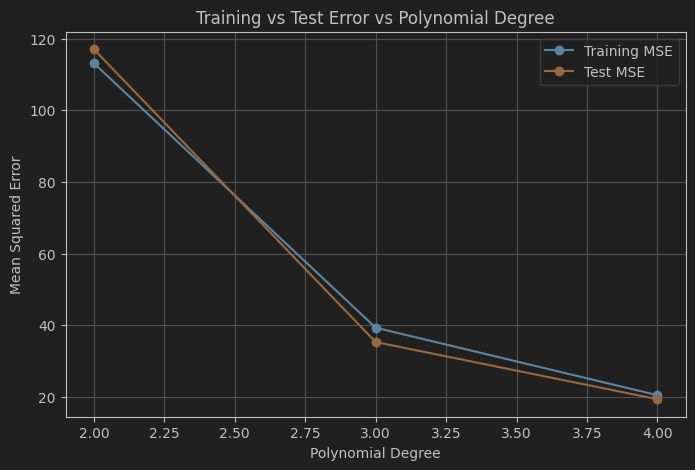 Training vs Test Error vs Polynomial Degree
Training MSE
Test MSE
Mean Squared Error
120
100
80
60
40
20
2.00 2.25 2.50 2.75 3.00 3.25 3.50 3.75 4.00
Polynomial Degree